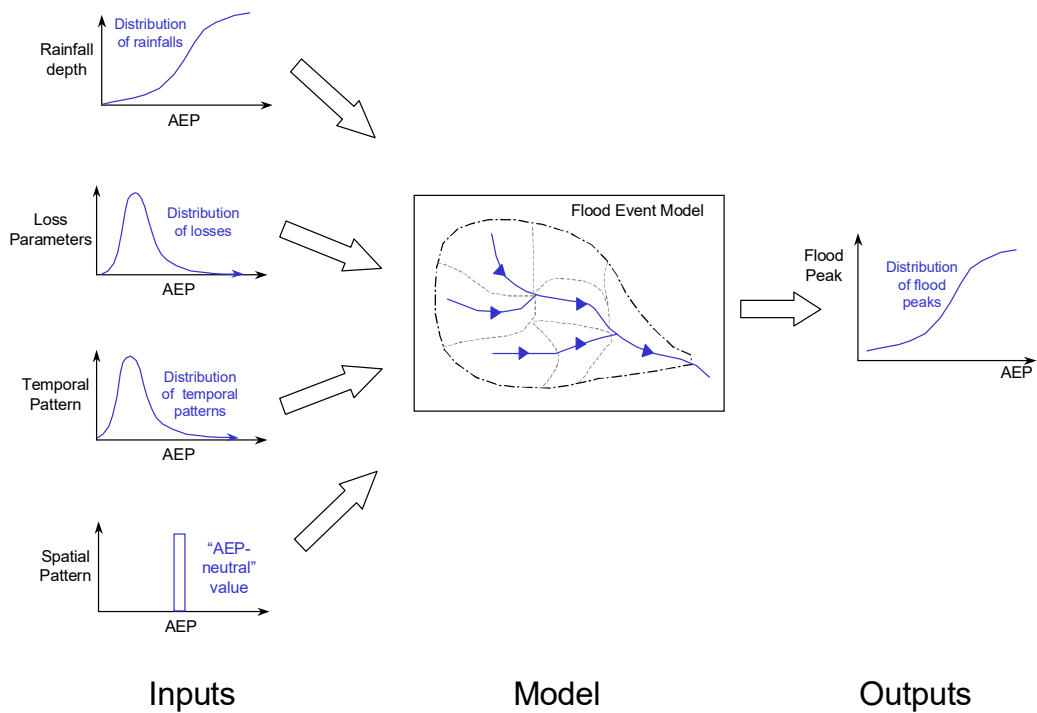 Distribution
of rainfalls
Rainfall
depth
AEP
Loss
Parameters
Distribution
of losses
AEP
Temporal
Pattern
Distribution
of temporal
patterns
AEP
Spatial
Pattern
“AEP-
neutral”
value
AEP
Flood Event Model
Flood
Peak
Distribution
of flood
peaks
AEP
Inputs
Model
Outputs